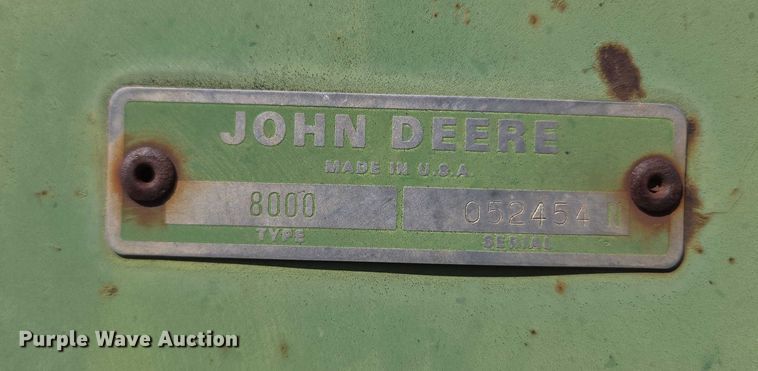 JOHN DEERE
MADE IN U.S.A.
8000 052454 N
TYPE SERIAL
Purple Wave Auction